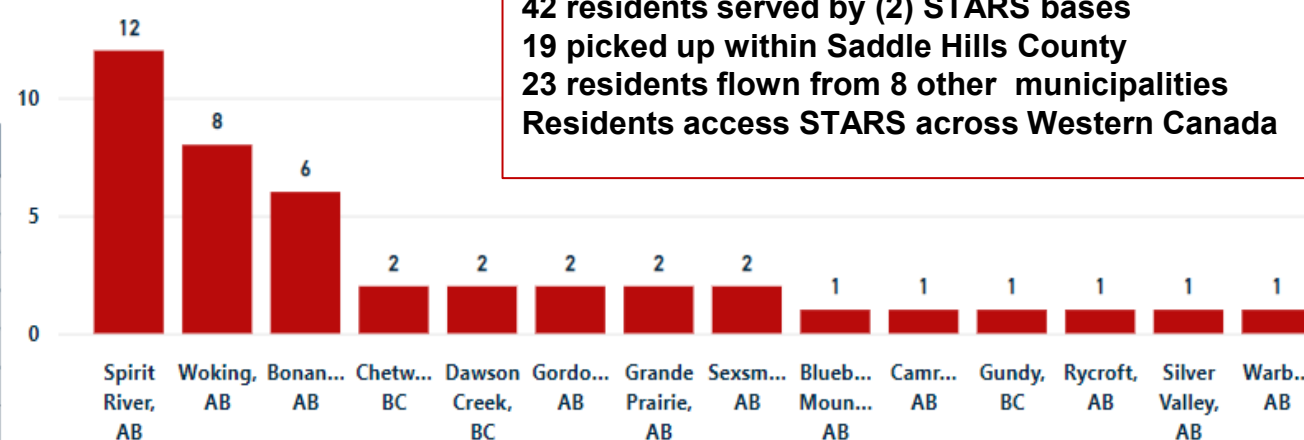 42 residents served by (2) STARS bases
19 picked up within Saddle Hills County
23 residents flown from 8 other  municipalities
Residents access STARS across Western Canada
12
10
8
6
5
2
2
2
2
2
1
1
1
1
1
1
0
Spirit Woking, Bonan... Chetw... Dawson Gordo... Grande Sexsm... Blueb... Camr... Gundy, Rycroft, Silver Warb...
River, AB AB BC Creek, AB Prairie, AB Moun... AB BC AB Valley, AB
AB BC AB AB AB